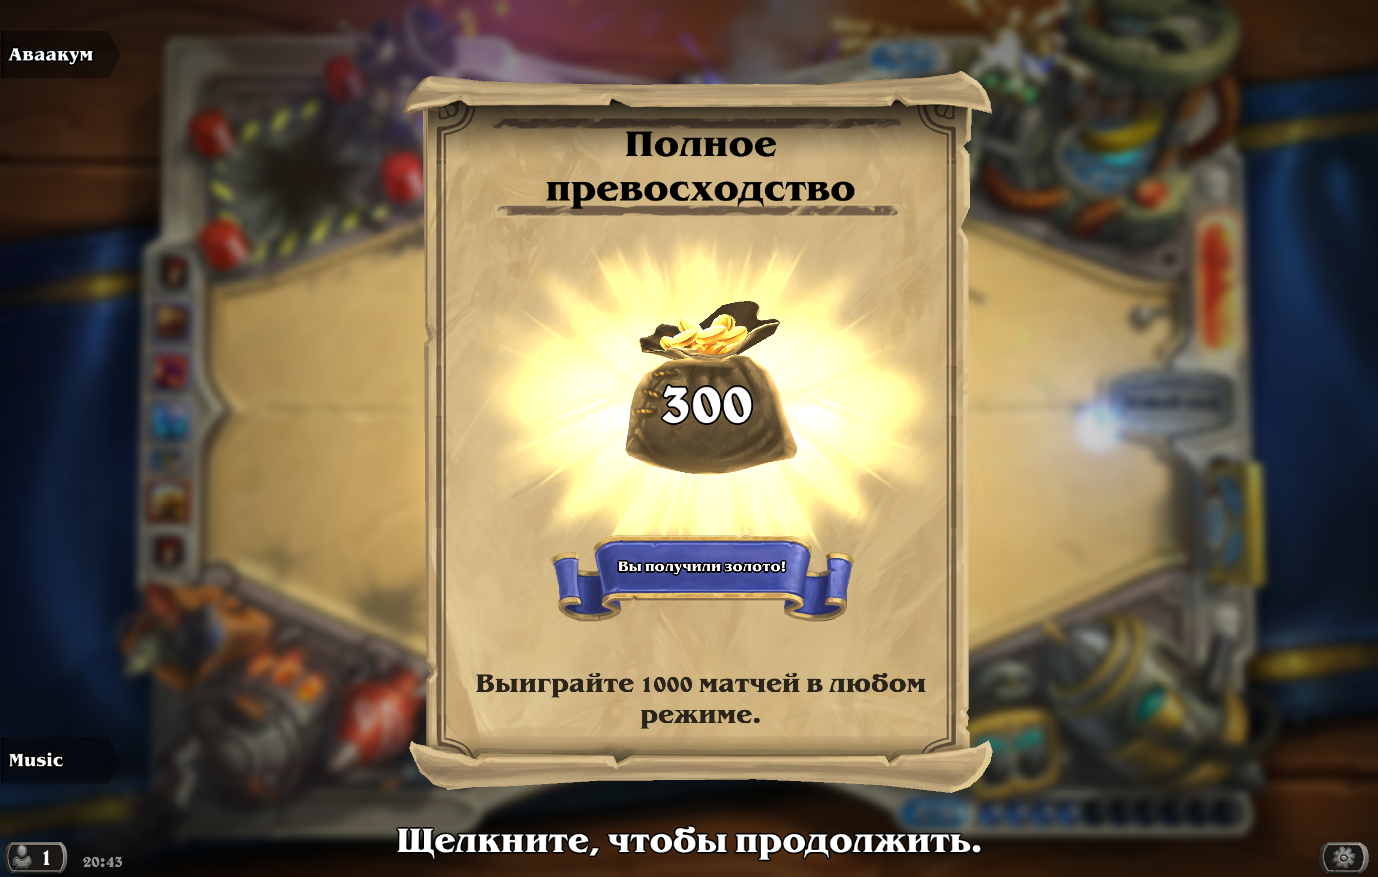 Аваакум
Полное
превосходство
300
Вы получили золото!
Выиграйте 1000 матчей в любом
режиме.
Music
Щелкните, чтобы продолжить.
1
20:43